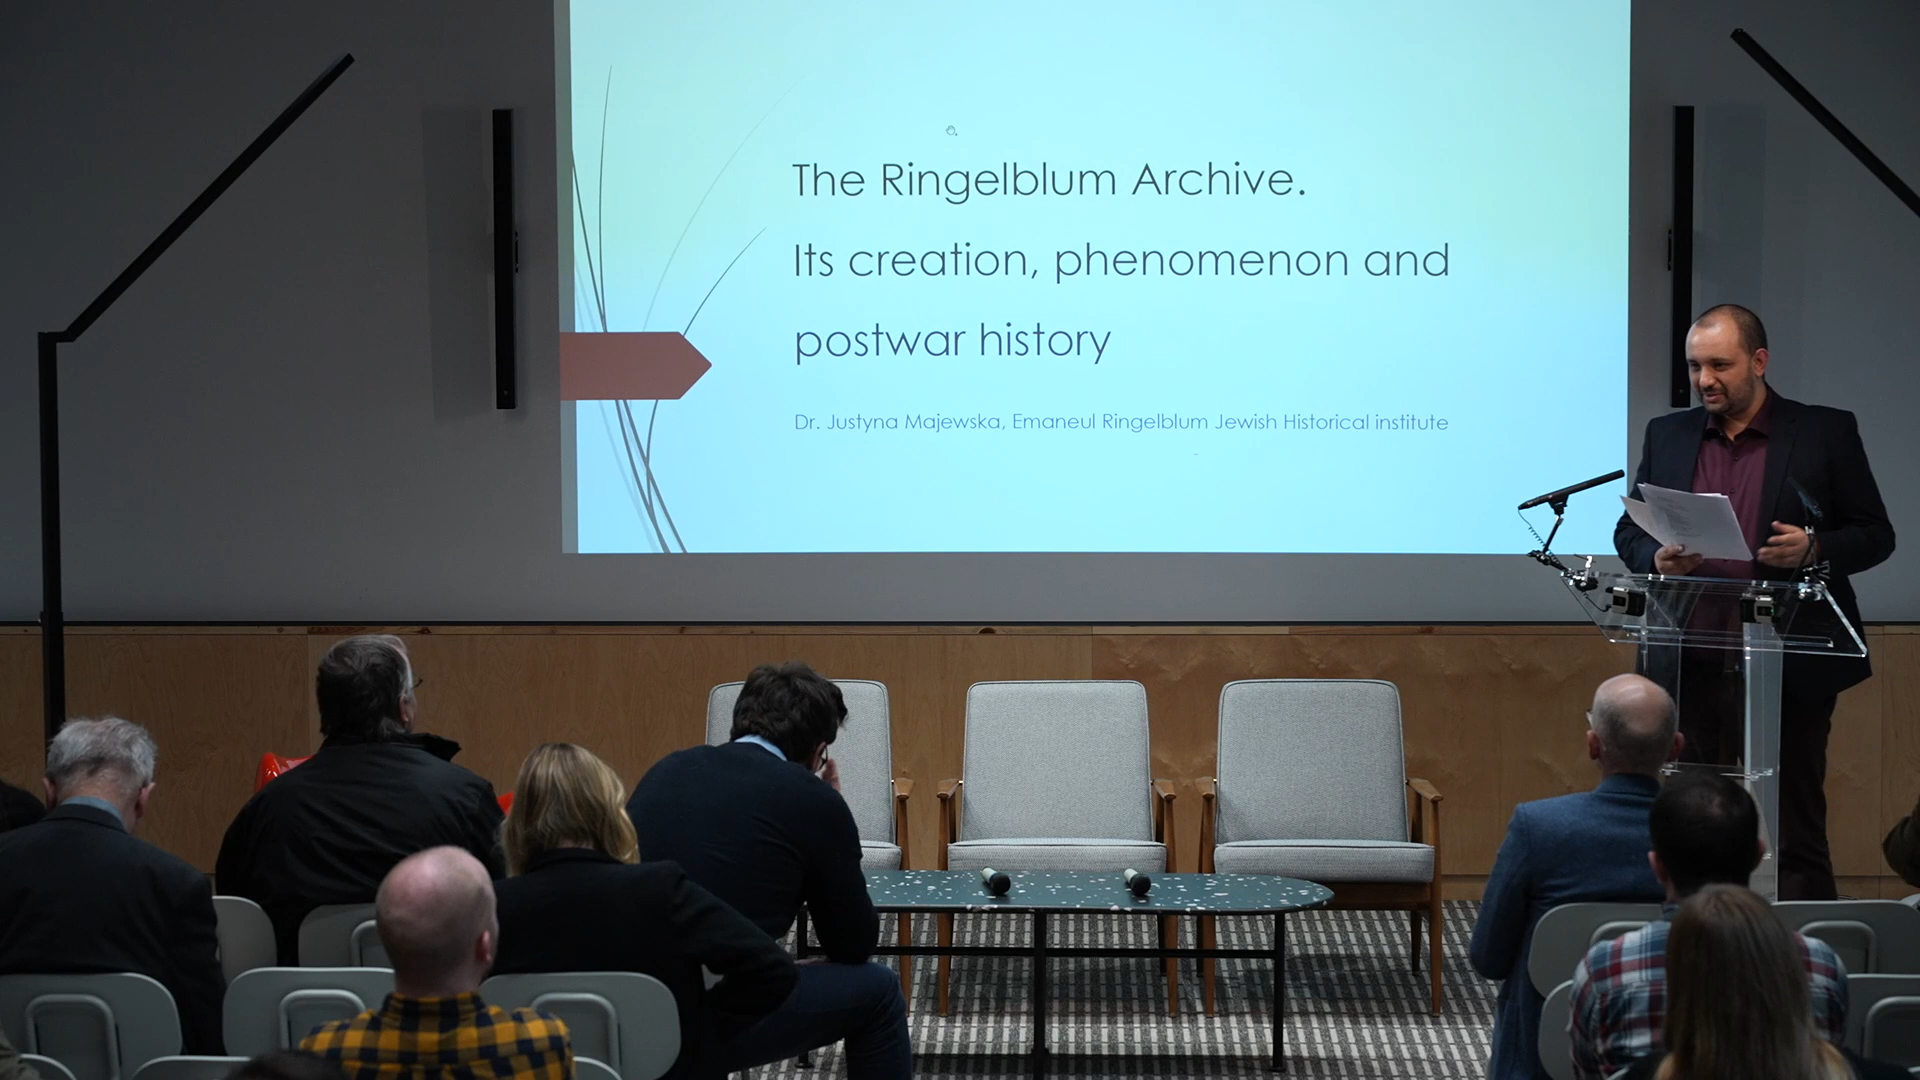 The Ringelblum Archive.
Its creation, phenomenon and
postwar history
Dr. Justyna Majewska, Emaneul Ringelblum Jewish Historical institute